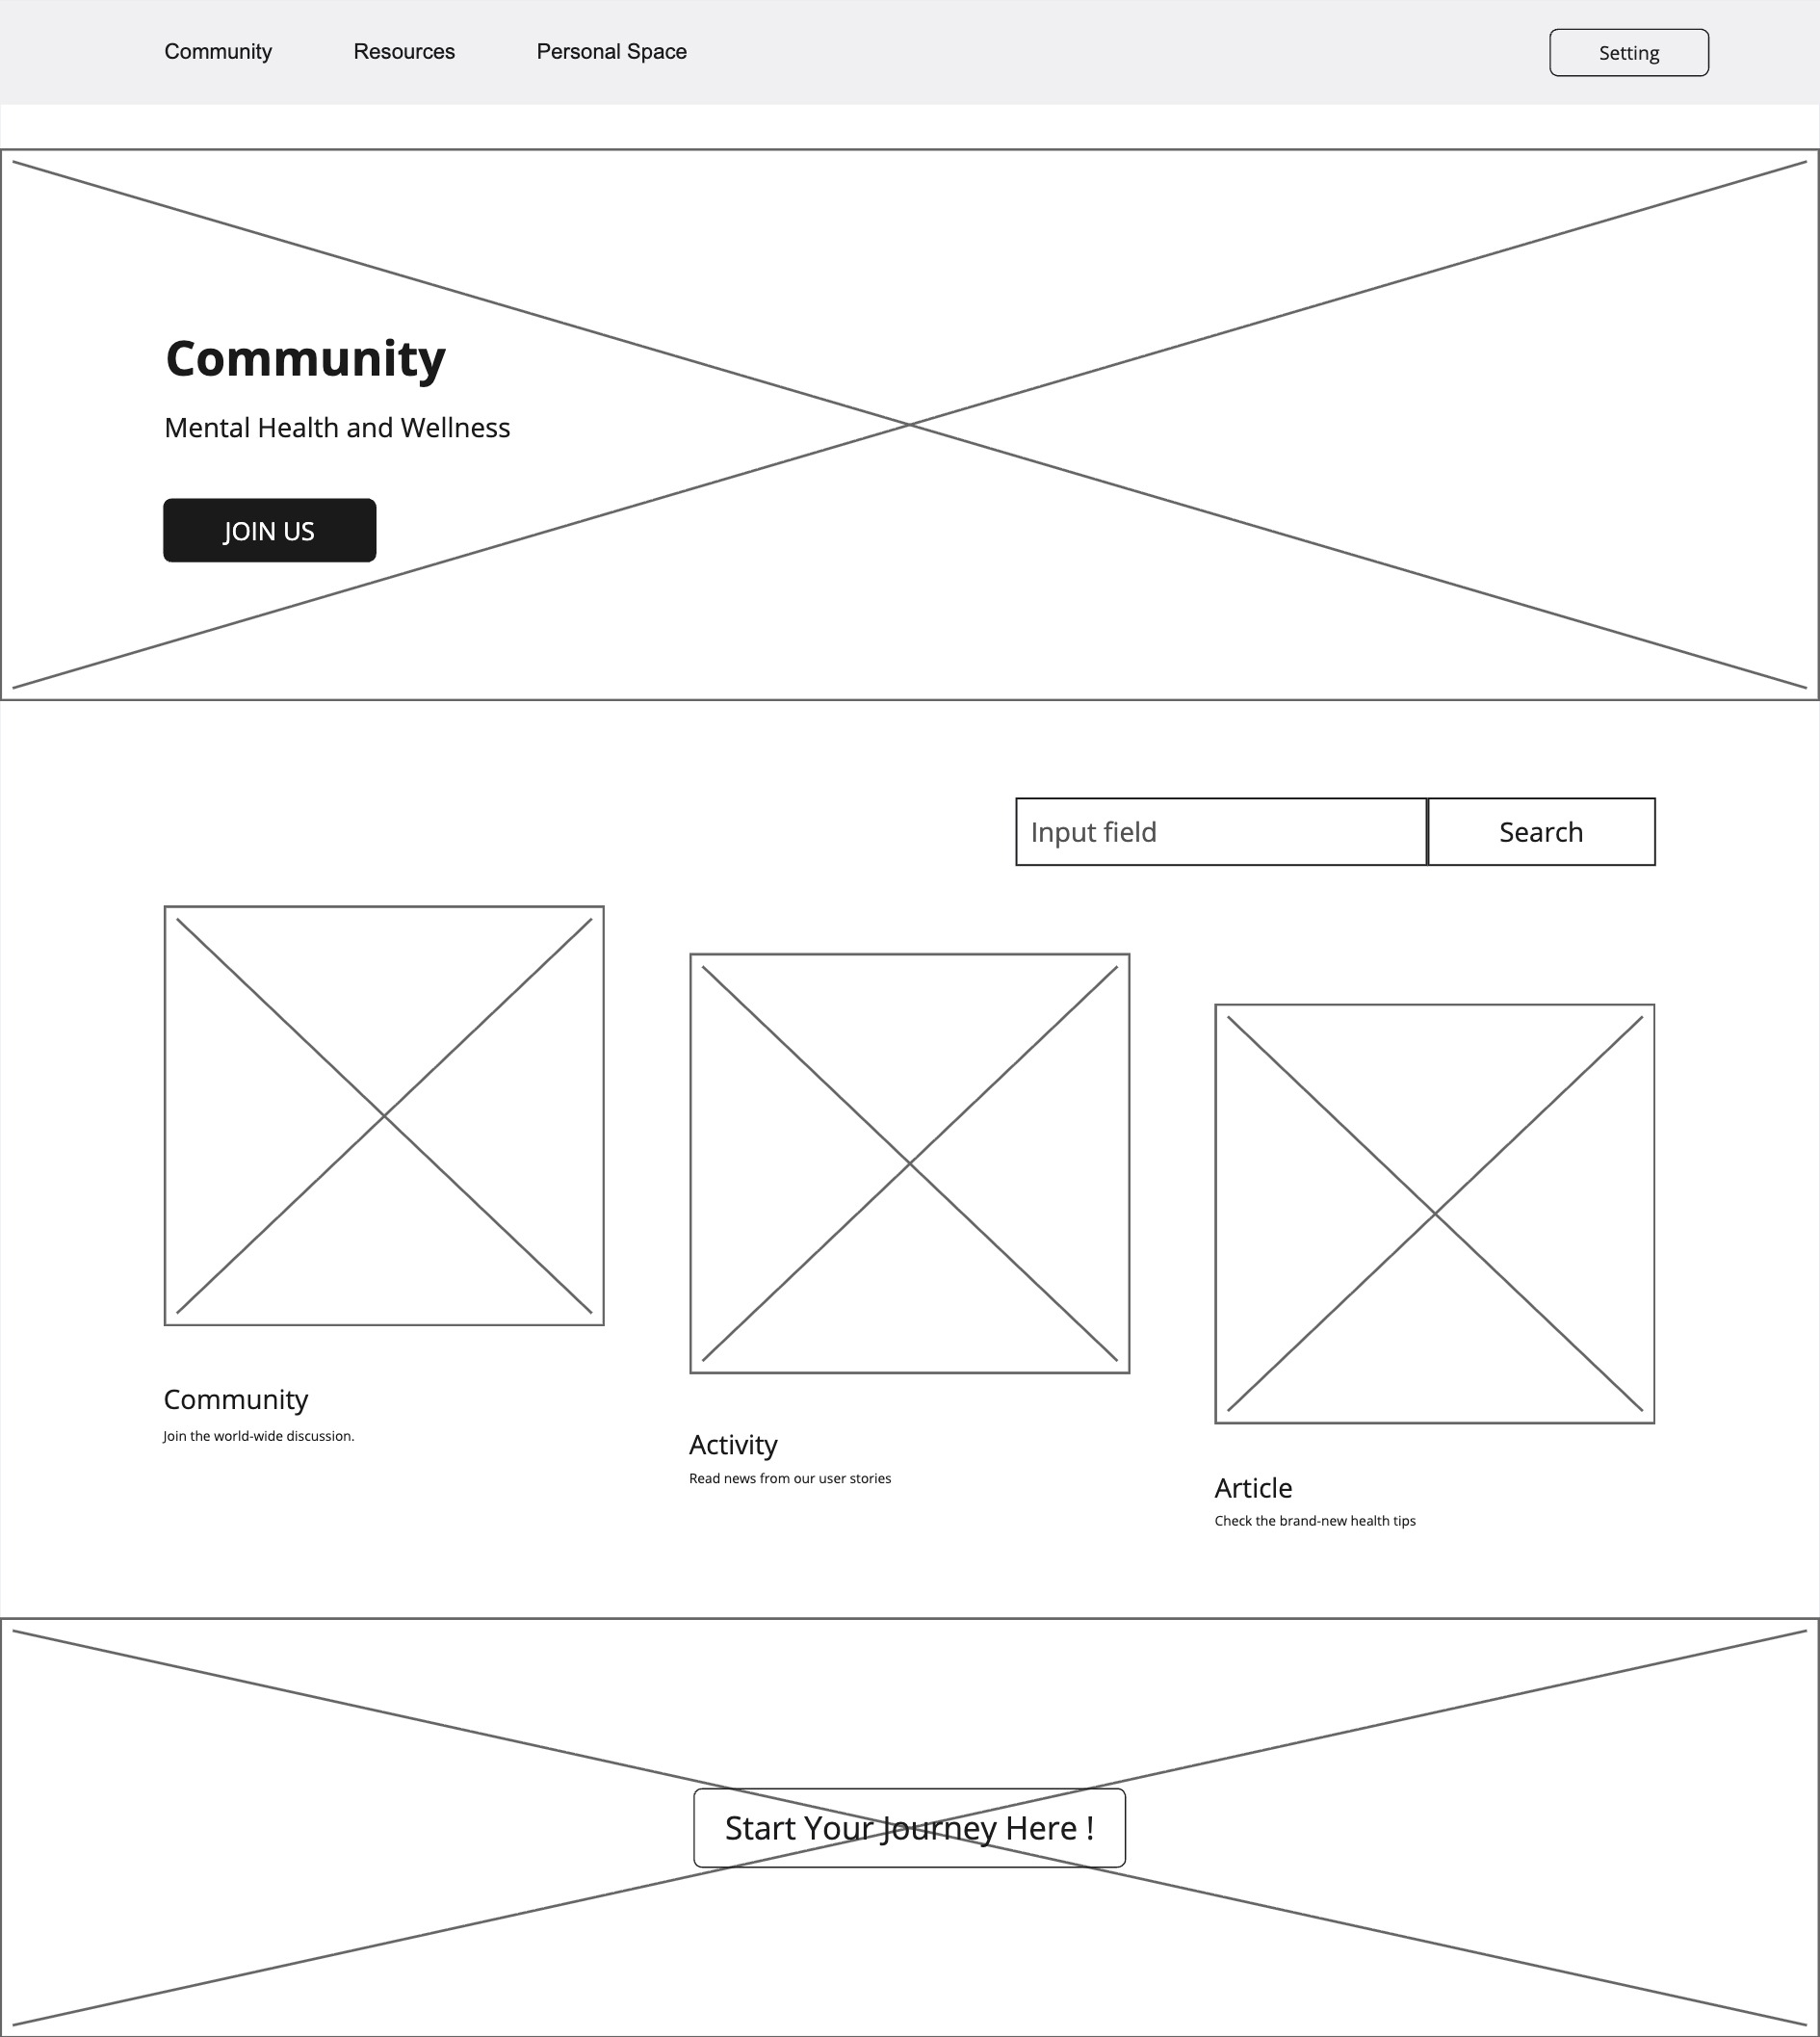 Community Resources Personal Space Setting
Community
Mental Health and Wellness
JOIN US
Input field Search
Community
Join the world-wide discussion.
Activity
Read news from our user stories
Article
Check the brand-new health tips
Start Your Journey Here !